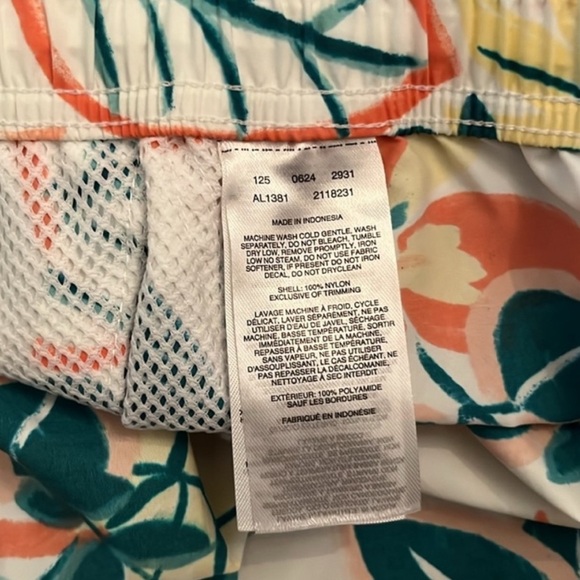 125 0624 2931
AL1381 2118231
MADE IN INDONESIA
MACHINE WASH COLD GENTLE, WASH
SEPARATELY, DO NOT BLEACH, TUMBLE
DRY LOW, REMOVE PROMPTLY, IRON
LOW NO STEAM, DO NOT USE FABRIC
SOFTENER, IF PRESENT DO NOT IRON
DECAL, DO NOT DRYCLEAN
SHELL: 100% NYLON
EXCLUSIVE OF TRIMMING
LAVAGE MACHINE À FROID, CYCLE
DÉLICAT, LAVER SÉPARÉMENT, NE PAS
UTILISER D'EAU DE JAVEL, SÉCHAGE
MACHINE, BASSE TEMPÉRATURE, SORTIR
IMMÉDIATEMENT DE LA MACHINE,
REPASSER À BASSE TEMPÉRATURE
SANS VAPEUR, NE PAS UTILISER
D'ASSOUPLISSANT, LE CAS ÉCHÉANT, NE
PAS REPASSER LA DÉCALCOMANIE,
NETTOYAGE À SEC INTERDIT
EXTÉRIEUR: 100% POLYAMIDE
SAUF LES BORDURES
FABRIQUÉ EN INDONÉSIE